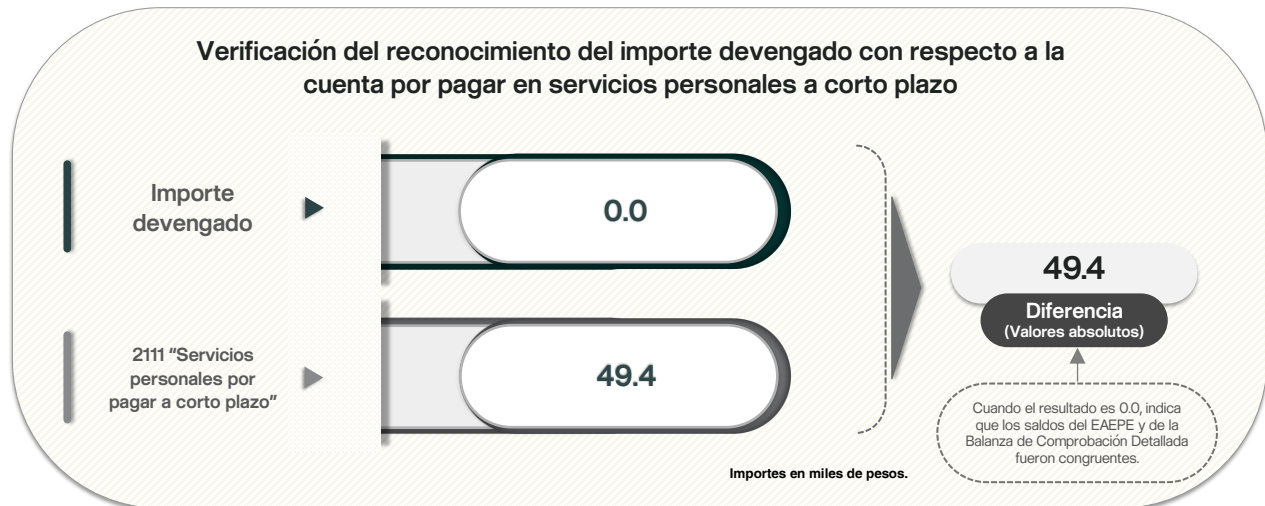 Verificación del reconocimiento del importe devengado con respecto a la
cuenta por pagar en servicios personales a corto plazo
Importe
devengado
0.0
2111 “Servicios
personales por
pagar a corto plazo”
49.4
49.4
Diferencia
(Valores absolutos)
Cuando el resultado es 0.0, indica
que los saldos del EAEPE y de la
Balanza de Comprobación Detallada
fueron congruentes.
Importes en miles de pesos.